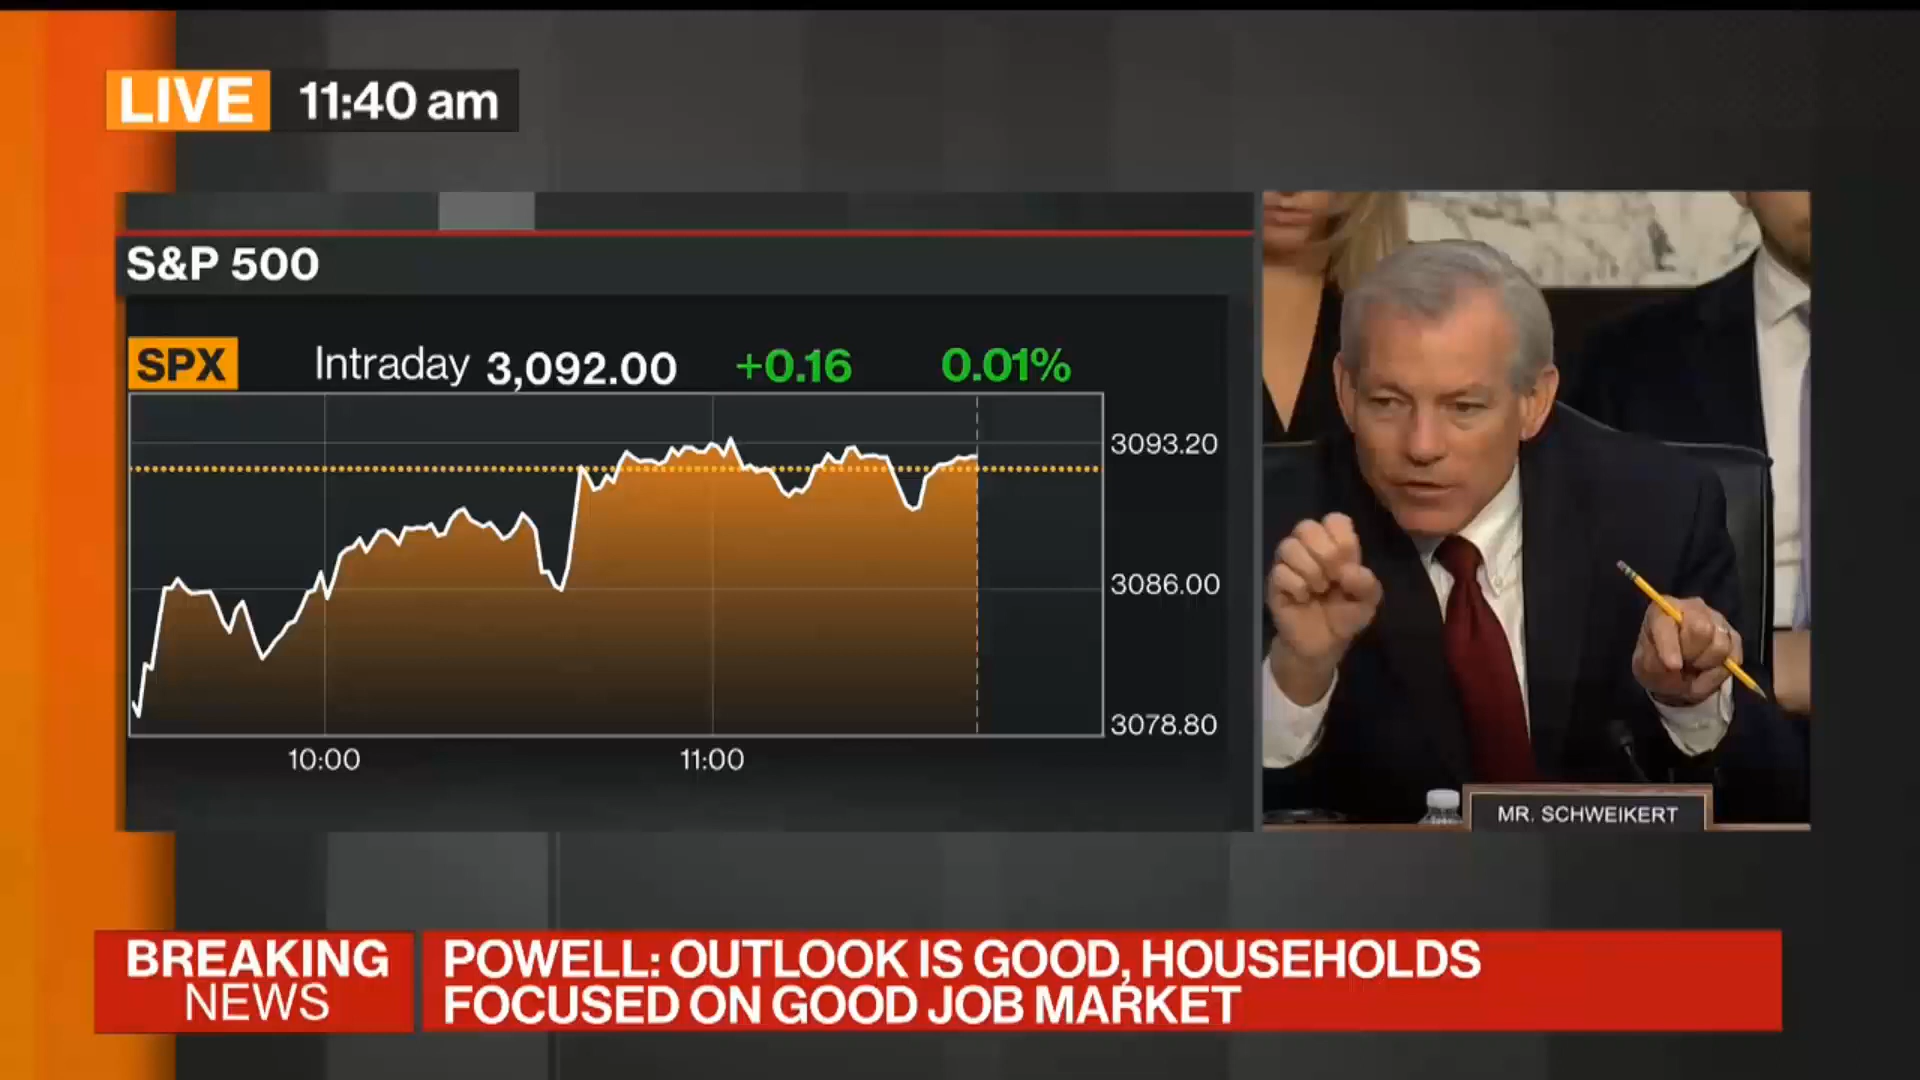 LIVE 11:40 am
S&P 500
SPX Intraday 3,092.00 +0.16 0.01%
3093.20
3086.00
3078.80
10:00 11:00
MR. SCHWEIKERT
BREAKING
NEWS
POWELL: OUTLOOK IS GOOD, HOUSEHOLDS
FOCUSED ON GOOD JOB MARKET